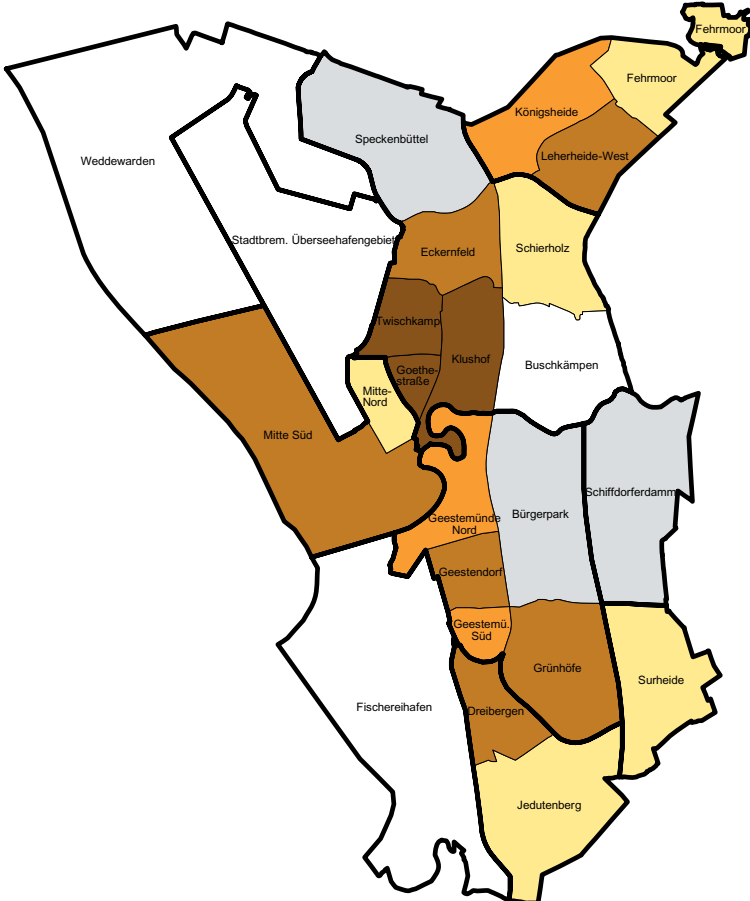 Fehrmoor
Fehrmoor
Königsheide
Speckenbüttel
Leherheide-West
Weddewarden
Stadtbrem. Überseehafengebiet
Eckernfeld
Schierholz
Twischkamp
Klushof
Buschkämpen
Goethe-
straße
Mitte-
Nord
Mitte Süd
Schiffdorferdamm
Bürgerpark
Geestemünde
Nord
Geestendorf
Geestemü.
Süd
Grünhöfe
Surheide
Fischereihafen
Dreibergen
Jedutenberg